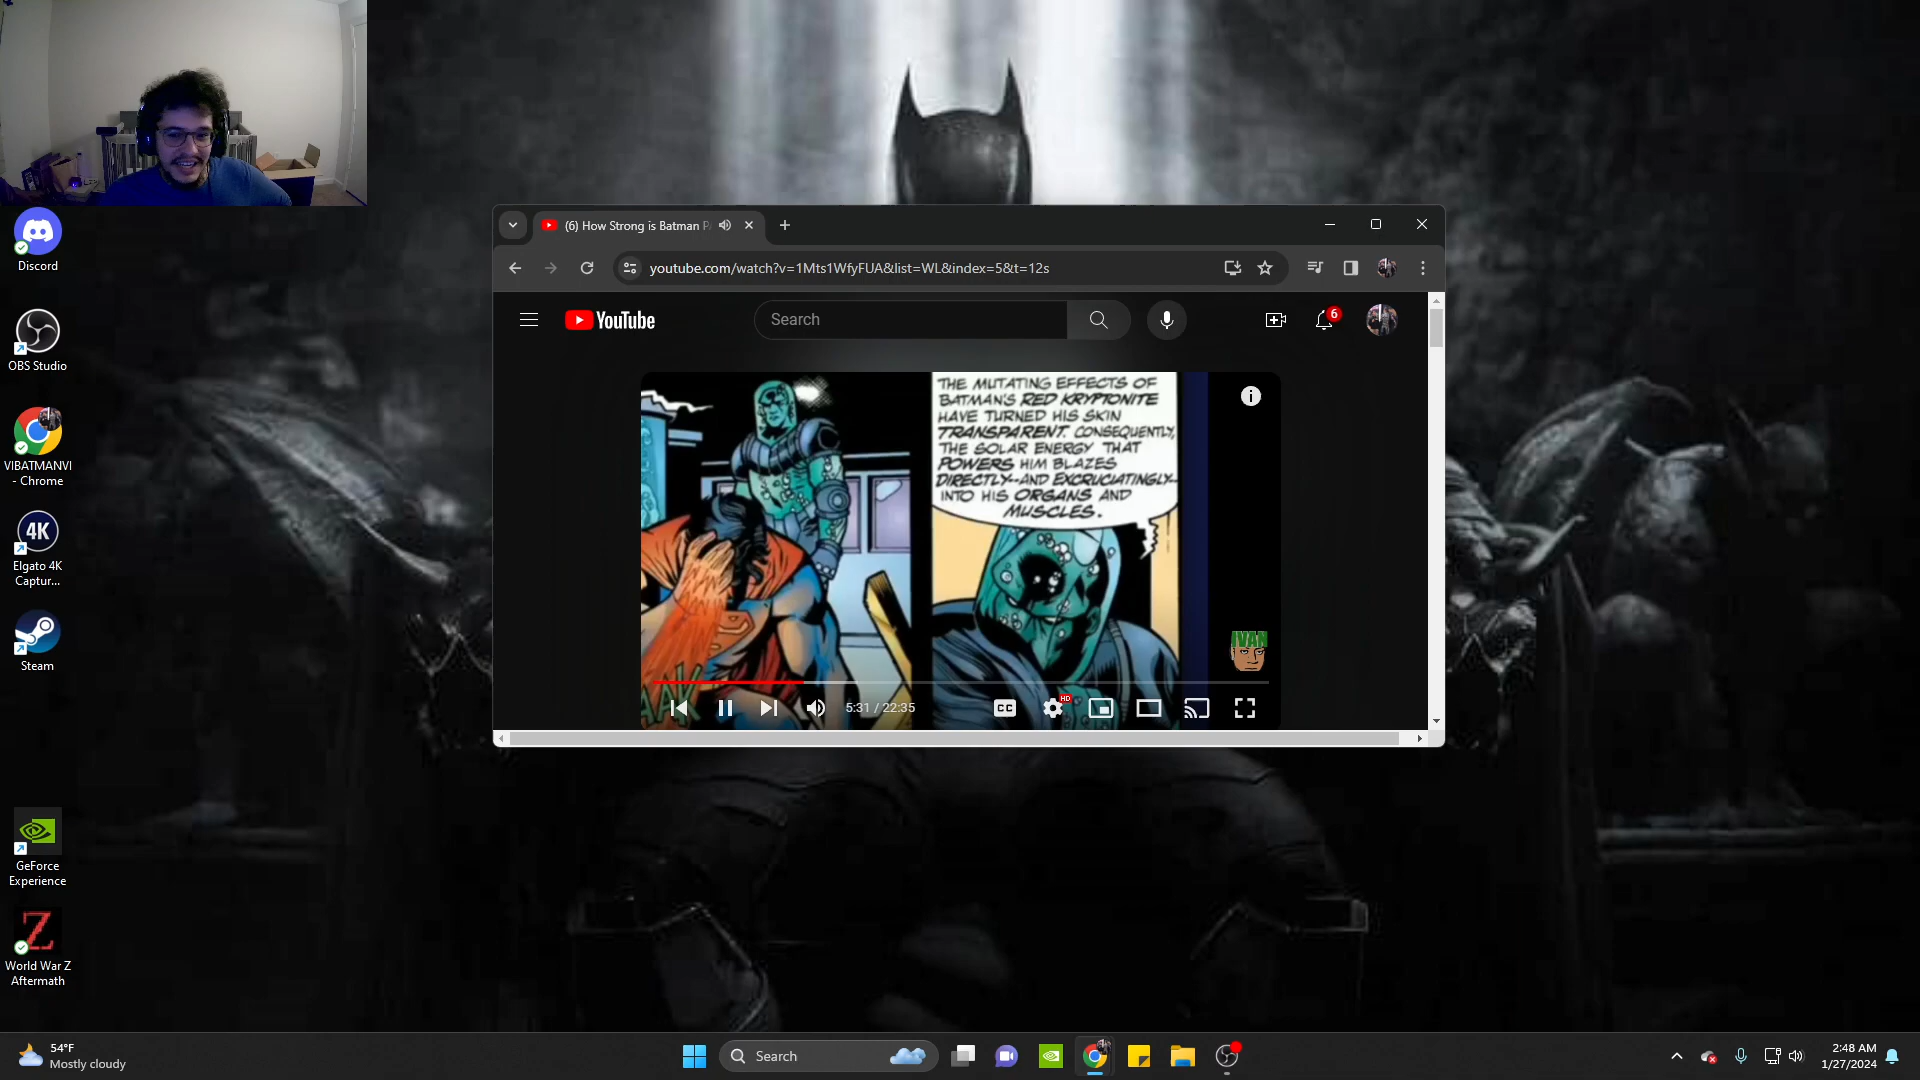 (6) How Strong is Batman P
youtube.com/watch?v=1Mts1WfyFUA&list=WL&index=5&t=12s
YouTube
Search
6
THE MUTATING EFFECTS OF
BATMAN'S RED KRYPTONITE
HAVE TURNED HIS SKIN
TRANSPARENT. CONSEQUENTLY,
THE SOLAR ENERGY THAT
POWERS HIM BLAZES
DIRECTLY--AND EXCRUCIATINGLY--
INTO HIS ORGANS AND
MUSCLES.
IVAN
5:31 / 22:35
CC
HD
Discord
OBS Studio
VIBATMANVI
- Chrome
4K
Elgato 4K
Captur...
Steam
GeForce
Experience
Z
World War Z
Aftermath
54°F
Mostly cloudy
Search
2:48 AM
1/27/2024